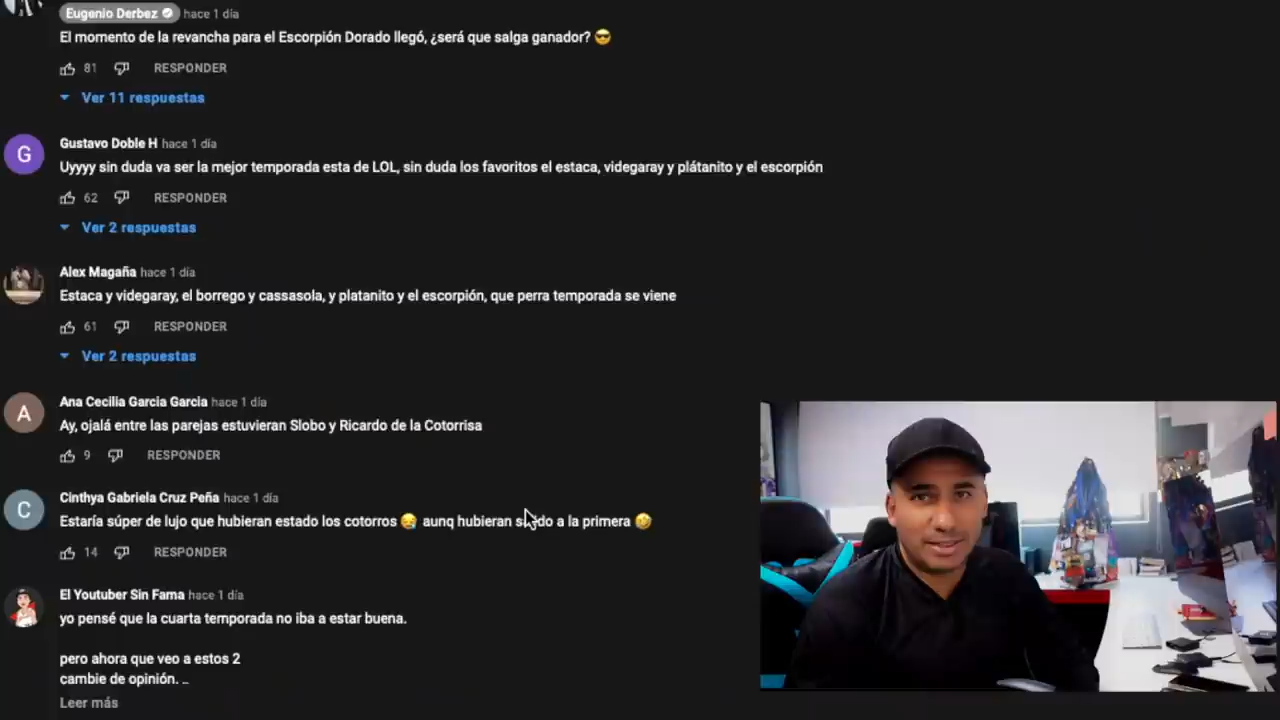 Eugenio Derbez hace 1 día
El momento de la revancha para el Escorpión Dorado llegó, ¿será que salga ganador? 😎
81 RESPONDER
Ver 11 respuestas
G
Gustavo Doble H hace 1 día
Uyyyy sin duda va ser la mejor temporada esta de LOL, sin duda los favoritos el estaca, videgaray y plátanito y el escorpión
62 RESPONDER
Ver 2 respuestas
Alex Magaña hace 1 día
Estaca y videgaray, el borrego y cassasola, y platanito y el escorpión, que perra temporada se viene
61 RESPONDER
Ver 2 respuestas
A
Ana Cecilia Garcia Garcia hace 1 día
Ay, ojalá entre las parejas estuvieran Slobo y Ricardo de la Cotorrisa
9 RESPONDER
C
Cinthya Gabriela Cruz Peña hace 1 día
Estaría súper de lujo que hubieran estado los cotorros 😪 aunq hubieran a la primera 🤣
14 RESPONDER
El Youtuber Sin Fama hace 1 día
yo pensé que la cuarta temporada no iba a estar buena.
pero ahora que veo a estos 2
cambie de opinión. ..
Leer más